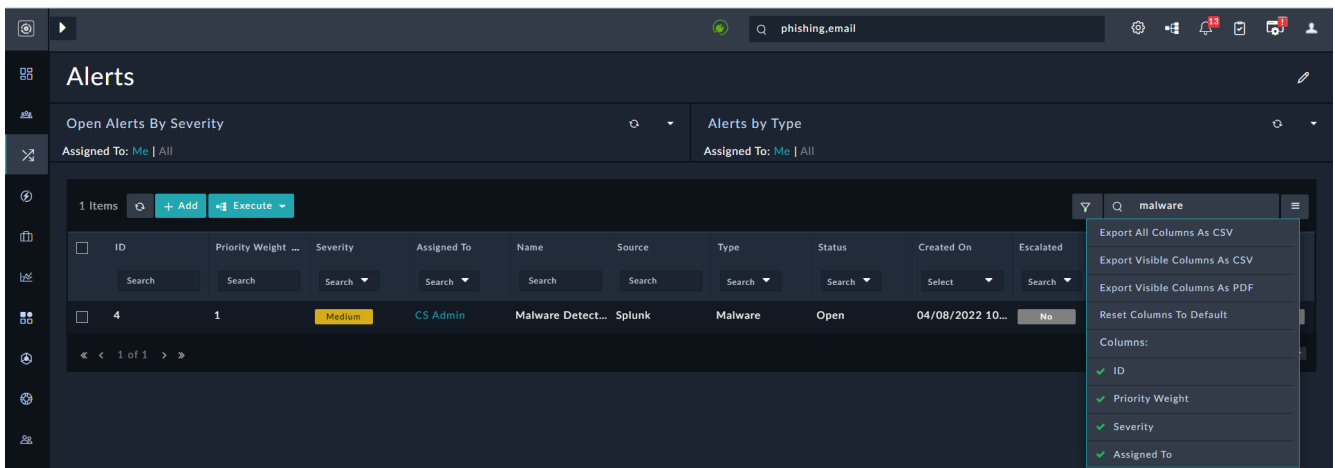 phishing,email
13
!
Alerts
Open Alerts By Severity
Assigned To: Me | All
Alerts by Type
Assigned To: Me | All
1 Items
+ Add
Execute
malware
ID
Priority Weight ...
Severity
Assigned To
Name
Source
Type
Status
Created On
Escalated
Search
Search
Search
Search
Search
Search
Search
Search
Select
Search
4
1
Medium
CS Admin
Malware Detect...
Splunk
Malware
Open
04/08/2022 10...
No
« < 1 of 1 > »
Export All Columns As CSV
Export Visible Columns As CSV
Export Visible Columns As PDF
Reset Columns To Default
Columns:
ID
Priority Weight
Severity
Assigned To